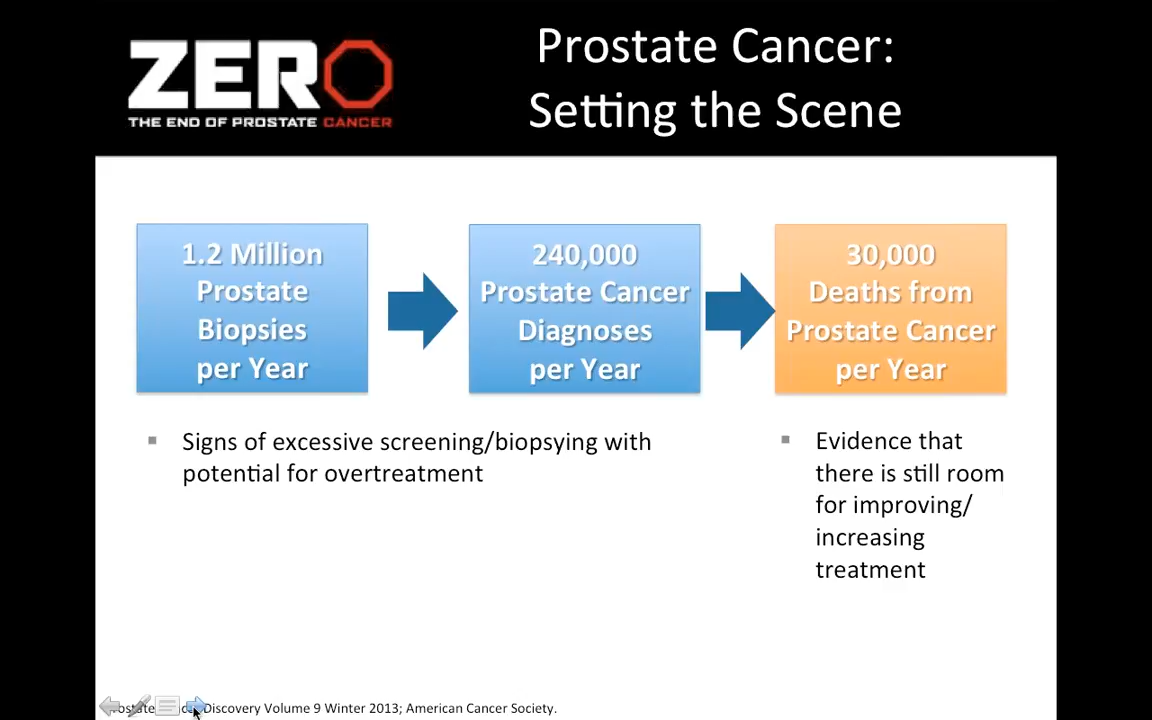 ZERO
THE END OF PROSTATE CANCER
Prostate Cancer:
Setting the Scene
1.2 Million
Prostate
Biopsies
per Year
240,000
Prostate Cancer
Diagnoses
per Year
30,000
Deaths from
Prostate Cancer
per Year
▪ Signs of excessive screening/biopsying with
potential for overtreatment
▪ Evidence that
there is still room
for improving/
increasing
treatment
Discovery Volume 9 Winter 2013; American Cancer Society.